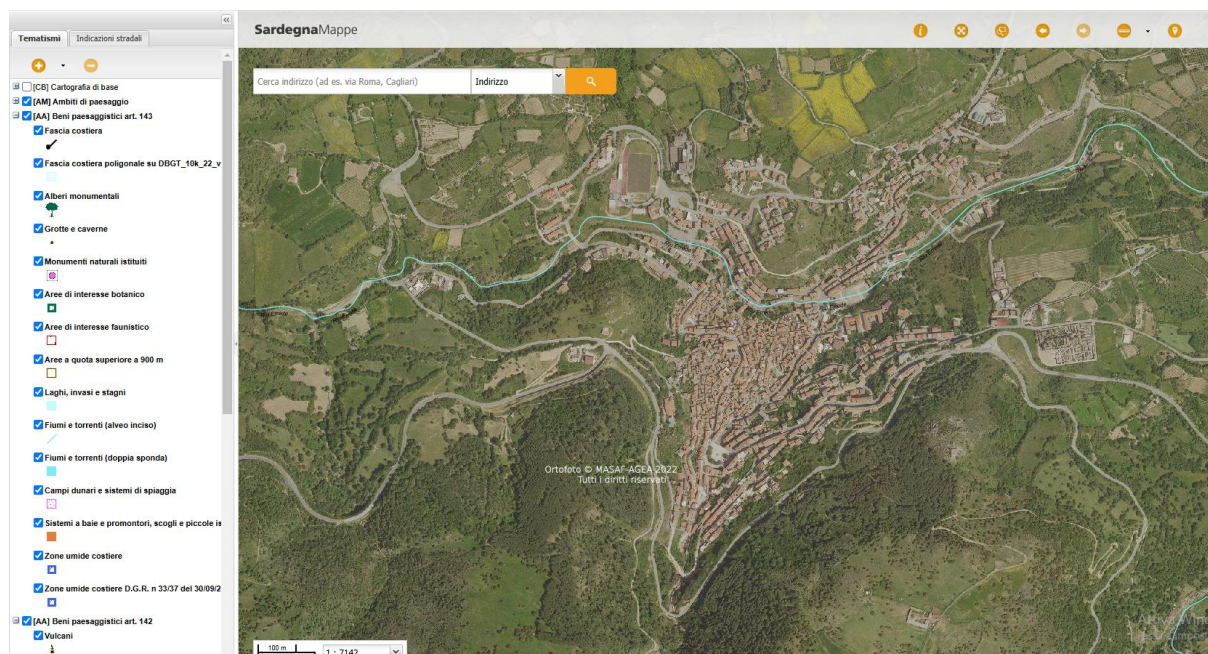 SardegnaMappe
Tematismi
Indicazioni stradali
Cerca indirizzo (ad es. via Roma, Cagliari)
Indirizzo
[CB] Cartografia di base
[AM] Ambiti di paesaggio
[AA] Beni paesaggistici art. 143
Fascia costiera
Fascia costiera poligonale su DBGT_10k_22_v
Alberi monumentali
Grotte e caverne
Monumenti naturali istituiti
Aree di interesse botanico
Aree di interesse faunistico
Aree a quota superiore a 900 m
Laghi, invasi e stagni
Fiumi e torrenti (alveo inciso)
Fiumi e torrenti (doppia sponda)
Campi dunari e sistemi di spiaggia
Sistemi a baie e promontori, scogli e piccole is
Zone umide costiere
Zone umide costiere D.G.R. n 33/37 del 30/09/2
[AA] Beni paesaggistici art. 142
Vulcani
Ortofoto © MASAF-AGEA 2022
Tutti i diritti riservati
100 m
1 : 7142